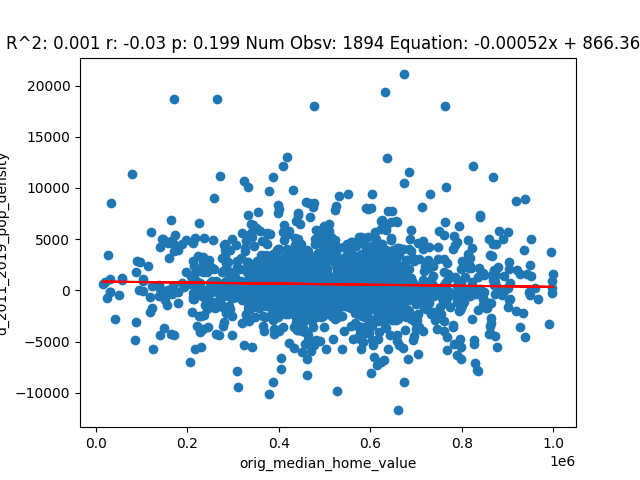 R^2: 0.001 r: -0.03 p: 0.199 Num Obsv: 1894 Equation: -0.00052x + 866.36
20000
15000
10000
5000
0
−5000
−10000
d_2011_2019_pop_density
0.0 0.2 0.4 0.6 0.8 1.0
1e6
orig_median_home_value